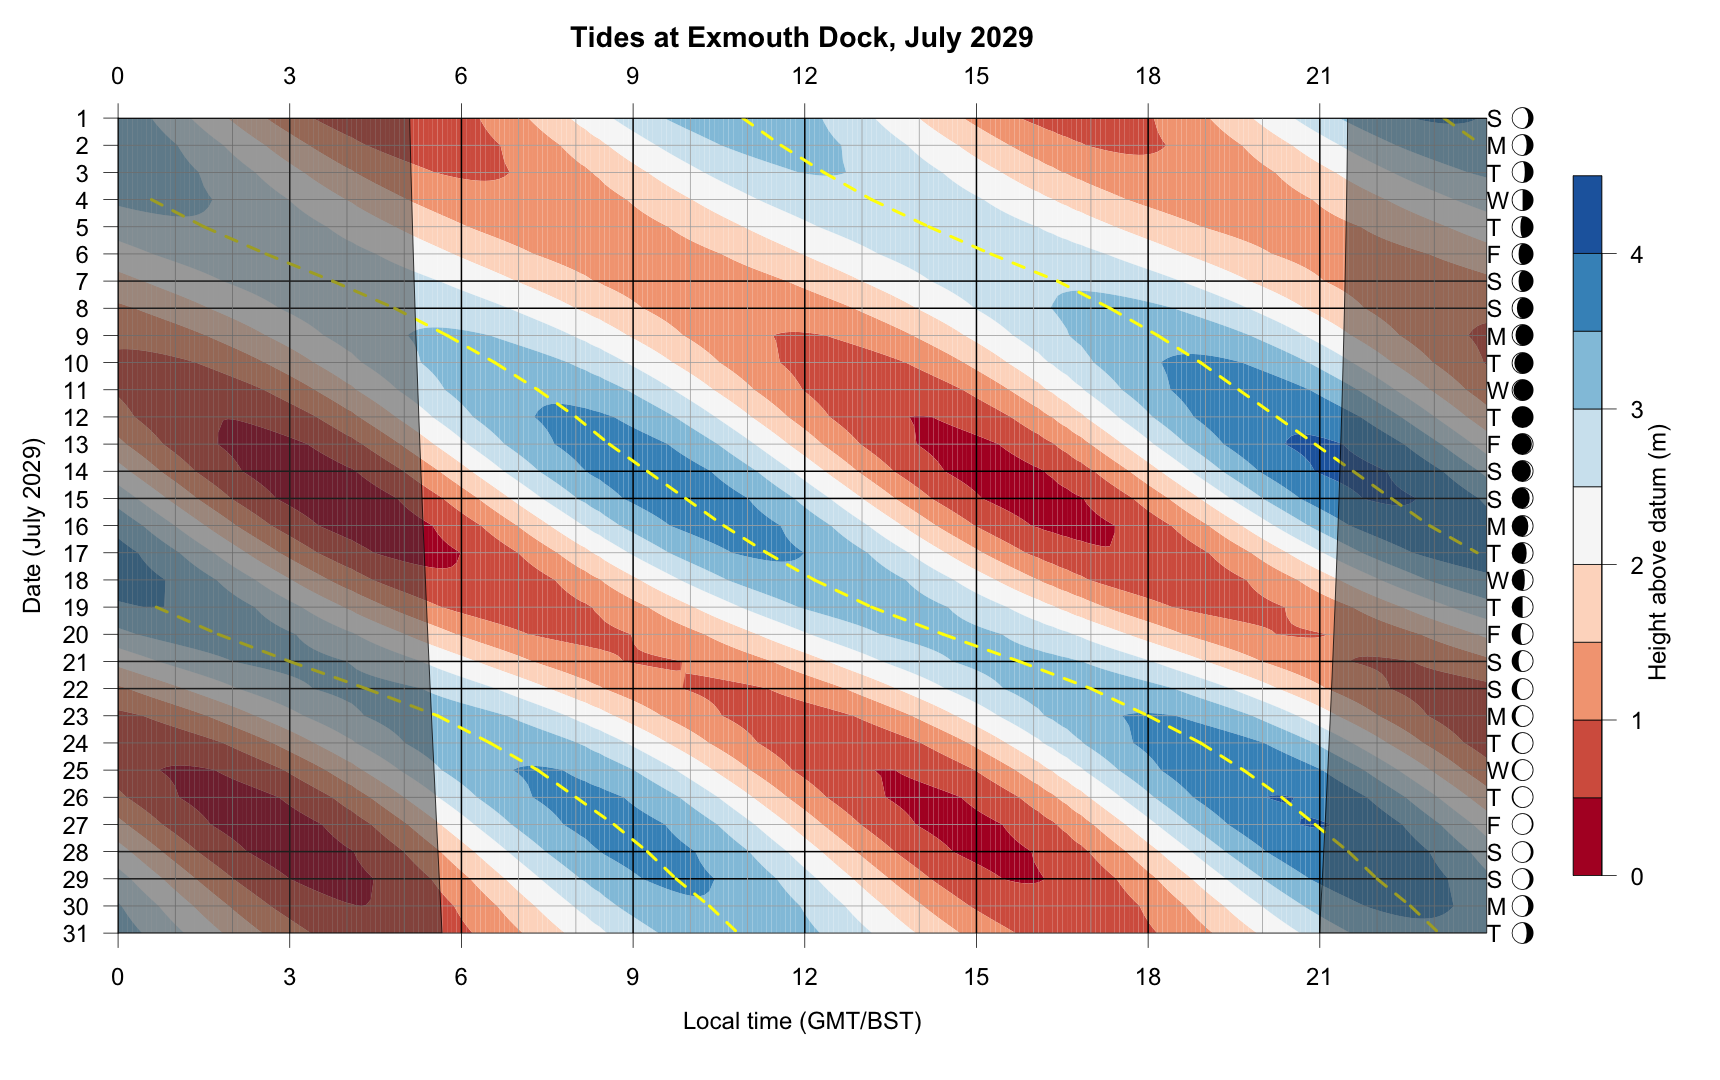 Tides at Exmouth Dock, July 2029
0 3 6 9 12 15 18 21
1 S
2 M
3 T
4 W
5 T
6 F
7 S
8 S
9 M
10 T
11 W
12 T
13 F
14 S
15 S
16 M
17 T
18 W
19 T
20 F
21 S
22 S
23 M
24 T
25 W
26 T
27 F
28 S
29 S
30 M
31 T
0 3 6 9 12 15 18 21
Local time (GMT/BST)
Date (July 2029)
4
3
2
1
0
Height above datum (m)